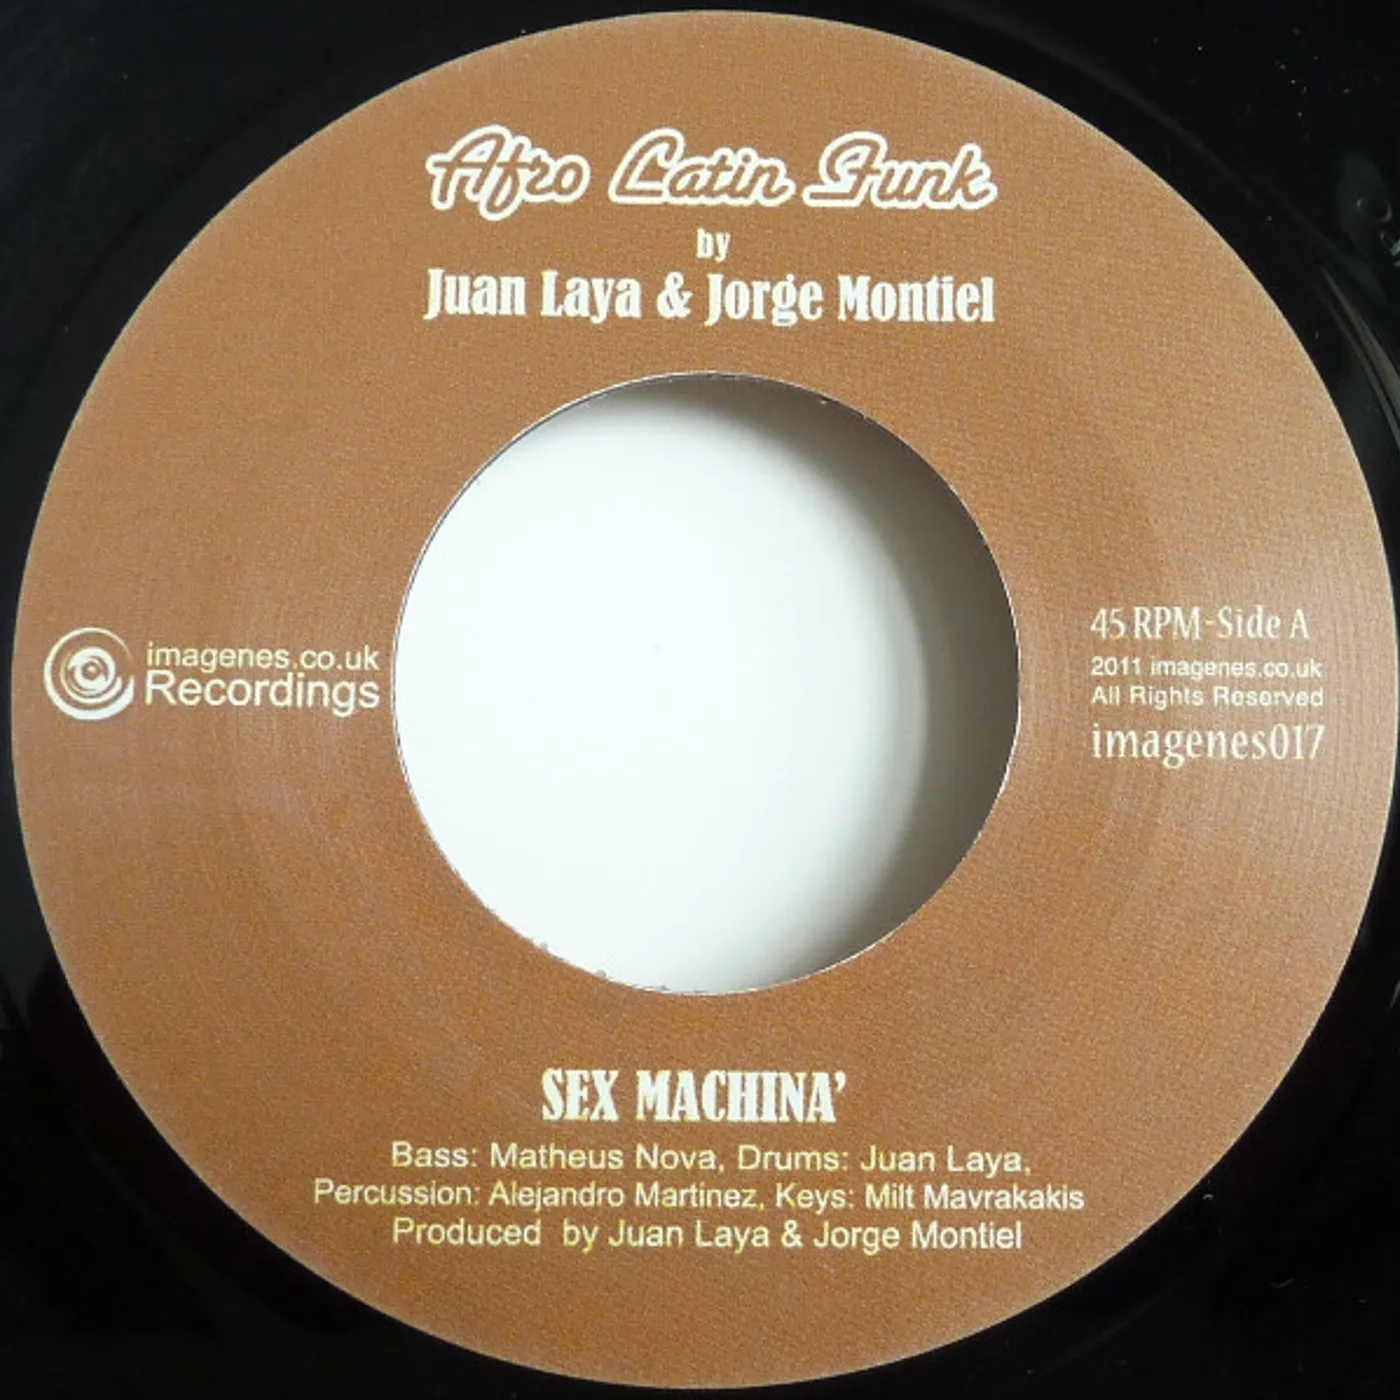 Afro Latin Funk
by
Juan Laya & Jorge Montiel
imagenes.co.uk
Recordings
45 RPM-Side A
2011 imagenes.co.uk
All Rights Reserved
imagenes017
SEX MACHINA’
Bass: Matheus Nova, Drums: Juan Laya,
Percussion: Alejandro Martinez, Keys: Milt Mavrakakis
Produced by Juan Laya & Jorge Montiel